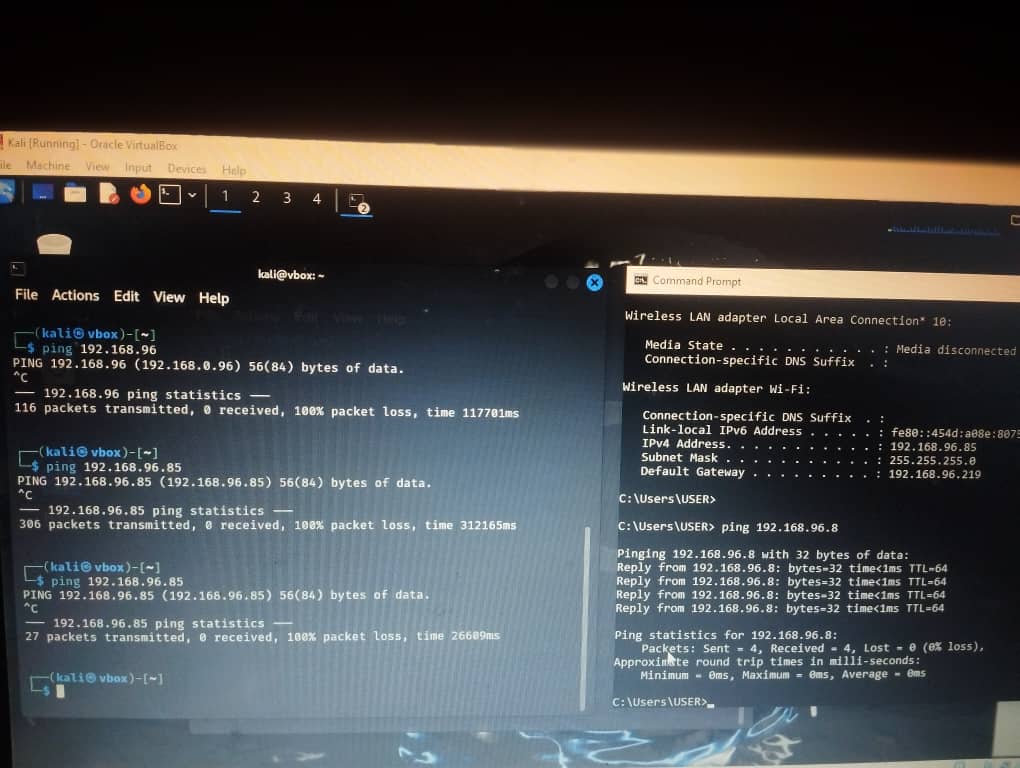 Kali [Running] - Oracle VirtualBox
Machine View Input Devices Help
1 2 3 4
2
kali@vbox: ~
File Actions Edit View Help
(kali㉿vbox)-[~]
$ ping 192.168.96
PING 192.168.96 (192.168.0.96) 56(84) bytes of data.
^C
— 192.168.96 ping statistics —
116 packets transmitted, 0 received, 100% packet loss, time 117701ms
(kali㉿vbox)-[~]
$ ping 192.168.96.85
PING 192.168.96.85 (192.168.96.85) 56(84) bytes of data.
^C
— 192.168.96.85 ping statistics —
306 packets transmitted, 0 received, 100% packet loss, time 312165ms
(kali㉿vbox)-[~]
$ ping 192.168.96.85
PING 192.168.96.85 (192.168.96.85) 56(84) bytes of data.
^C
— 192.168.96.85 ping statistics —
27 packets transmitted, 0 received, 100% packet loss, time 26609ms
(kali㉿vbox)-[~]
$
Command Prompt
Wireless LAN adapter Local Area Connection* 10:
Media State . . . . . . . . . . . : Media disconnected
Connection-specific DNS Suffix . :
Wireless LAN adapter Wi-Fi:
Connection-specific DNS Suffix . :
Link-local IPv6 Address . . . . . : fe80::454d:a08e:8075
IPv4 Address. . . . . . . . . . . : 192.168.96.85
Subnet Mask . . . . . . . . . . . : 255.255.255.0
Default Gateway . . . . . . . . . : 192.168.96.219
C:\Users\USER>
C:\Users\USER> ping 192.168.96.8
Pinging 192.168.96.8 with 32 bytes of data:
Reply from 192.168.96.8: bytes=32 time<1ms TTL=64
Reply from 192.168.96.8: bytes=32 time<1ms TTL=64
Reply from 192.168.96.8: bytes=32 time<1ms TTL=64
Reply from 192.168.96.8: bytes=32 time<1ms TTL=64
Ping statistics for 192.168.96.8:
Packets: Sent = 4, Received = 4, Lost = 0 (0% loss),
Approximate round trip times in milli-seconds:
Minimum = 0ms, Maximum = 0ms, Average = 0ms
C:\Users\USER>